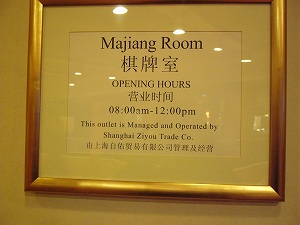 Majiang Room
棋牌室
OPENING HOURS
营业时间
08:00am-12:00pm
This outlet is Managed and Operated by
Shanghai Ziyou Trade Co.
由上海自佑贸易有限公司管理及经营